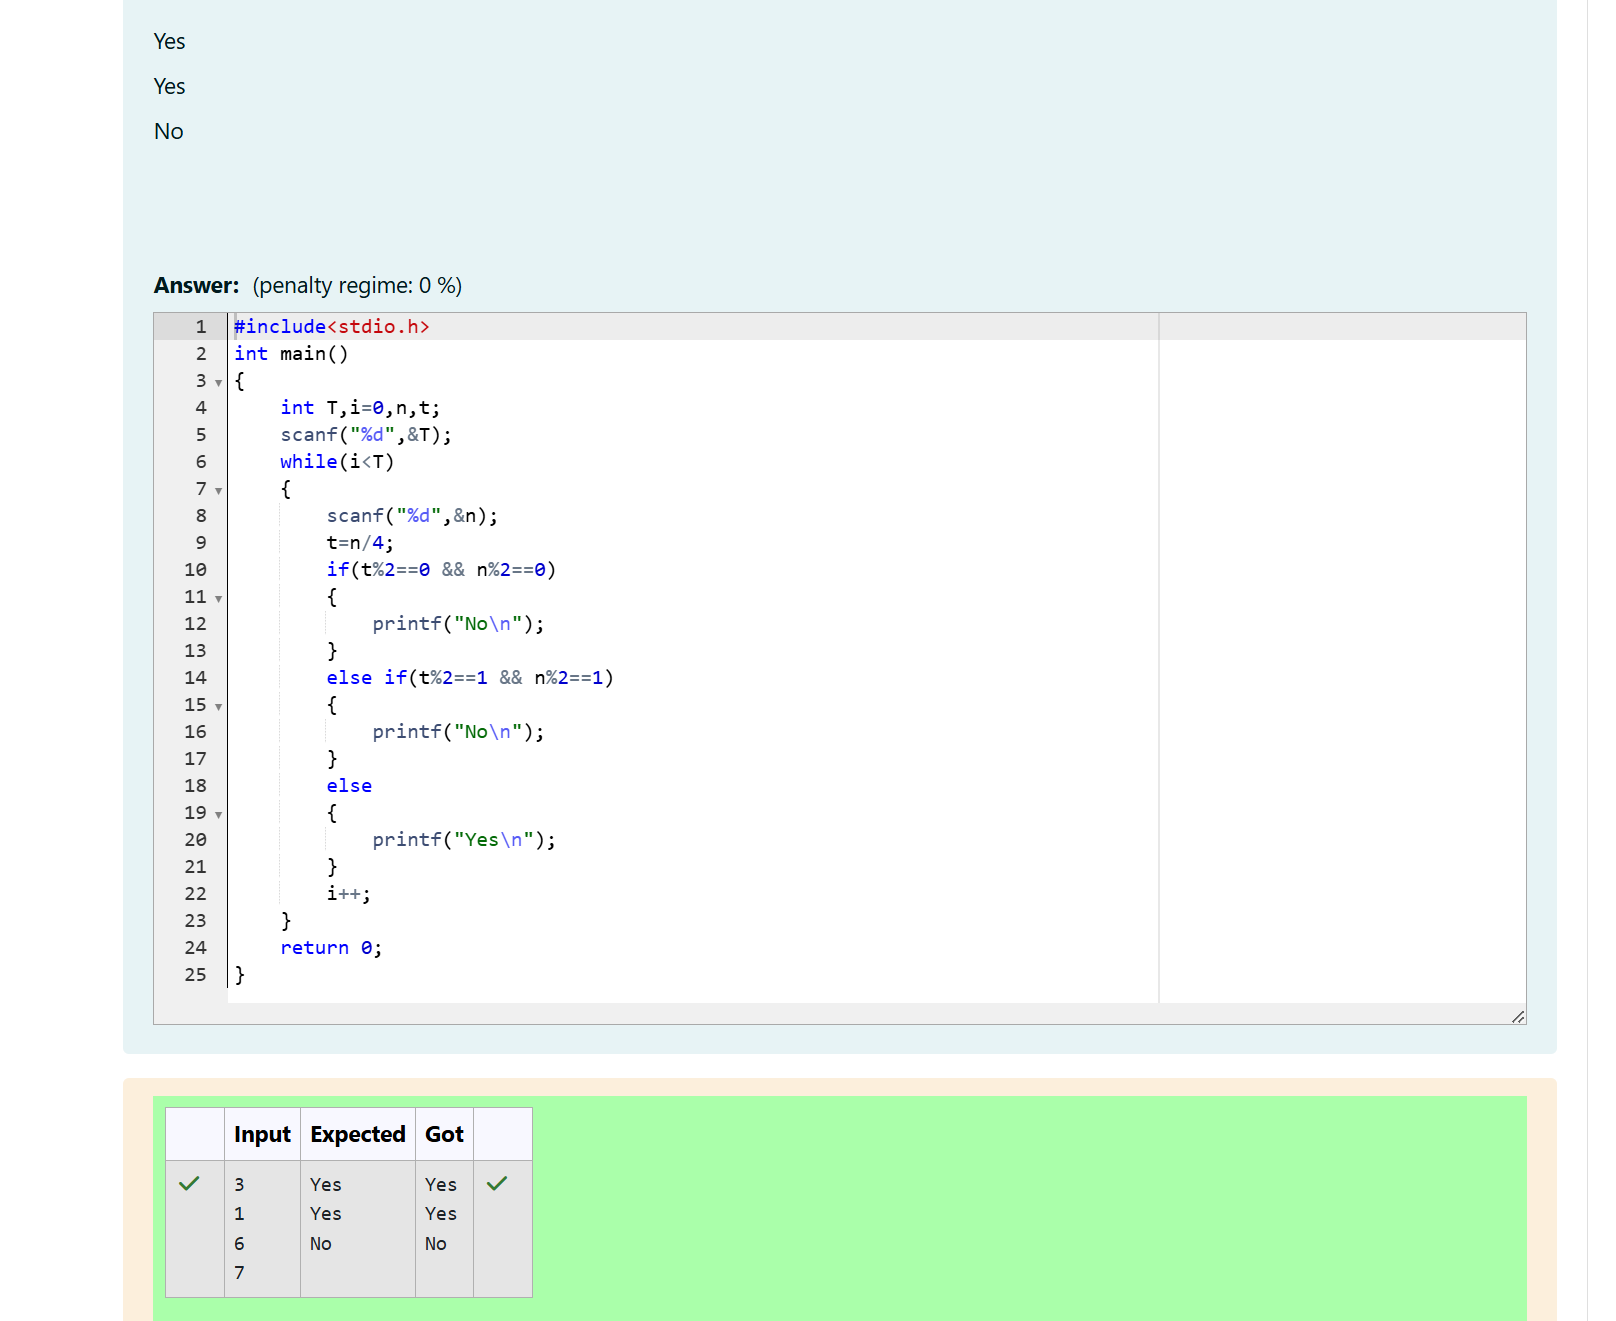 Yes
Yes
No
Answer: (penalty regime: 0 %)
1 #include<stdio.h>
2 int main()
3 {
4     int T,i=0,n,t;
5     scanf("%d",&T);
6     while(i<T)
7     {
8         scanf("%d",&n);
9         t=n/4;
10         if(t%2==0 && n%2==0)
11         {
12             printf("No\n");
13         }
14         else if(t%2==1 && n%2==1)
15         {
16             printf("No\n");
17         }
18         else
19         {
20             printf("Yes\n");
21         }
22         i++;
23     }
24     return 0;
25 }
Input Expected Got
3 Yes Yes
1 Yes Yes
6 No No
7